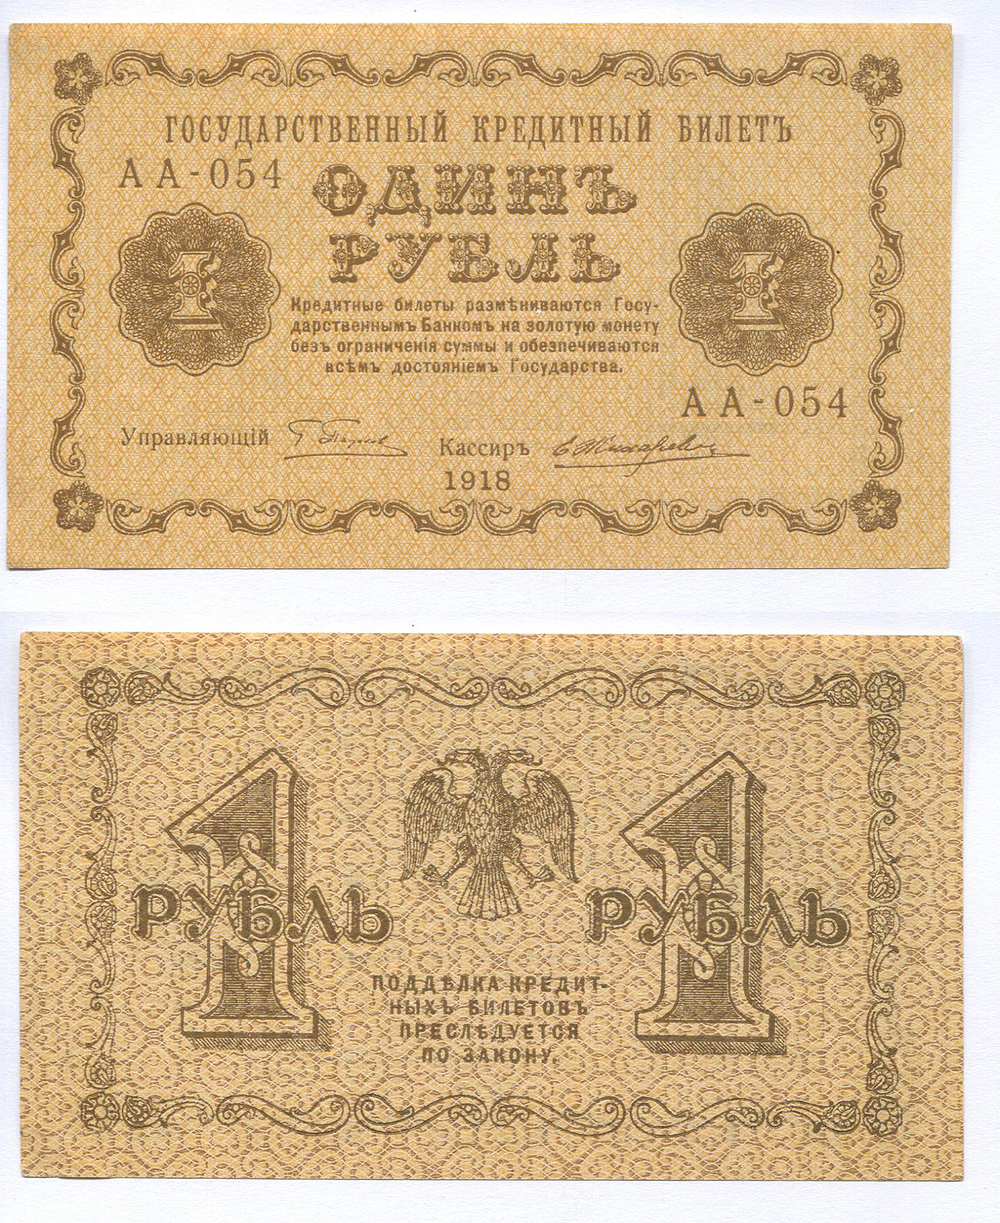 ГОСУДАРСТВЕННЫЙ КРЕДИТНЫЙ БИЛЕТЪ
АА-054
ОДИНЪ
РУБЛЬ
1
1
Кредитные билеты размѣниваются Госу-
дарственнымъ Банкомъ на золотую монету
безъ ограниченія суммы и обезпечиваются
всѣмъ достояніемъ Государства.
АА-054
Управляющій
Кассиръ
1918
1
РУБЛЬ
1
РУБЛЬ
ПОДДѢЛКА КРЕДИТ-
НЫХЪ БИЛЕТОВЪ
ПРЕСЛѢДУЕТСЯ
ПО ЗАКОНУ.